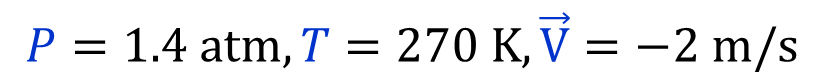 P = 1.4 atm, T = 270 K, V⃗ = −2 m/s